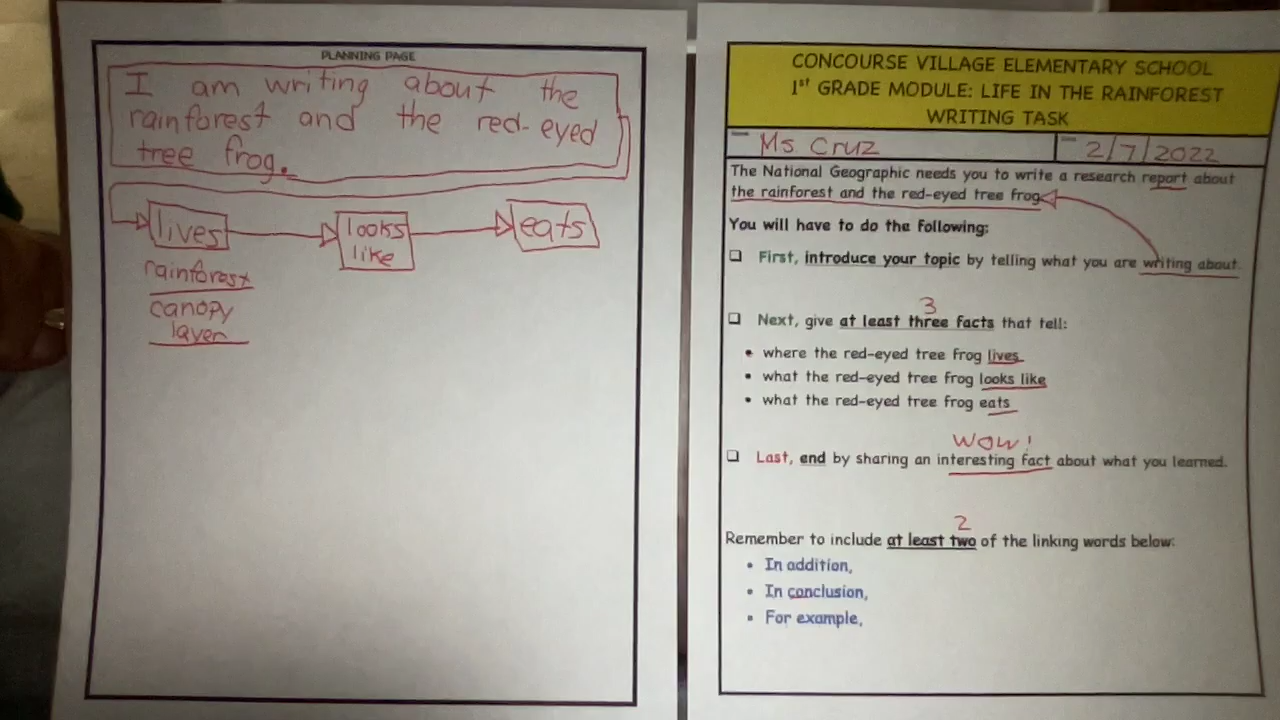 PLANNING PAGE
I am writing about the
rainforest and the red-eyed
tree frog.
lives
looks
like
eats
rainforest
canopy
layer
CONCOURSE VILLAGE ELEMENTARY SCHOOL
1st GRADE MODULE: LIFE IN THE RAINFOREST
WRITING TASK
Ms Cruz
2/7/2022
The National Geographic needs you to write a research report about
the rainforest and the red-eyed tree frog
You will have to do the following:
First, introduce your topic by telling what you are writing about.
3
Next, give at least three facts that tell:
• where the red-eyed tree frog lives
• what the red-eyed tree frog looks like
• what the red-eyed tree frog eats
WOW!
Last, end by sharing an interesting fact about what you learned.
2
Remember to include at least two of the linking words below:
• In addition,
• In conclusion,
• For example,